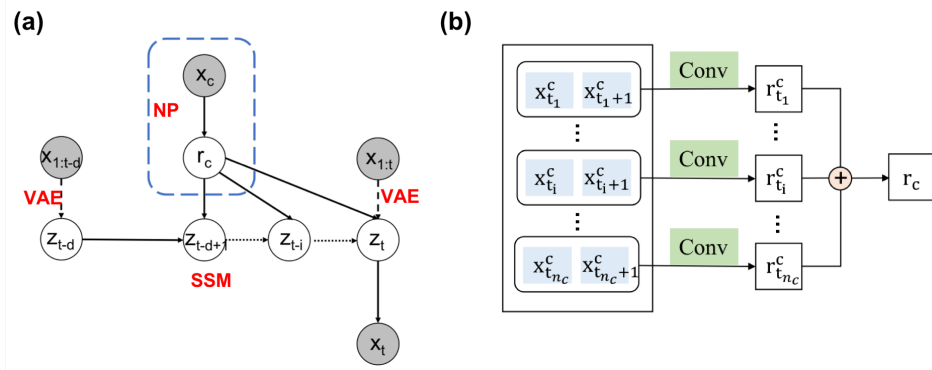 (a)
x_c
NP
r_c
x_{1:t-d}
x_{1:t}
VAE
VAE
z_{t-d}
z_{t-d+1}
z_{t-i}
z_t
SSM
x_t
(b)
x^c_{t_1} x^c_{t_1+1}
Conv
r^c_{t_1}
⋮ ⋮
x^c_{t_i} x^c_{t_i+1}
Conv
r^c_{t_i}
+
r_c
⋮ ⋮
x^c_{t_{n_c}} x^c_{t_{n_c}+1}
Conv
r^c_{t_{n_c}}